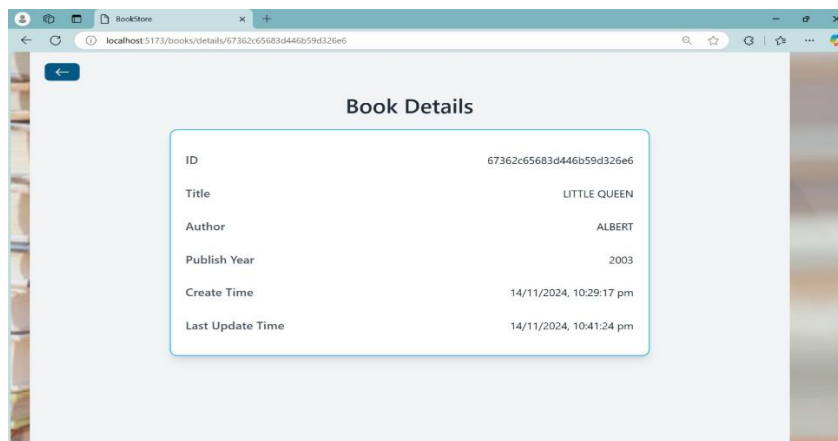 BookStore
localhost:5173/books/details/67362c65683d446b59d326e6
Book Details
ID 67362c65683d446b59d326e6
Title LITTLE QUEEN
Author ALBERT
Publish Year 2003
Create Time 14/11/2024, 10:29:17 pm
Last Update Time 14/11/2024, 10:41:24 pm